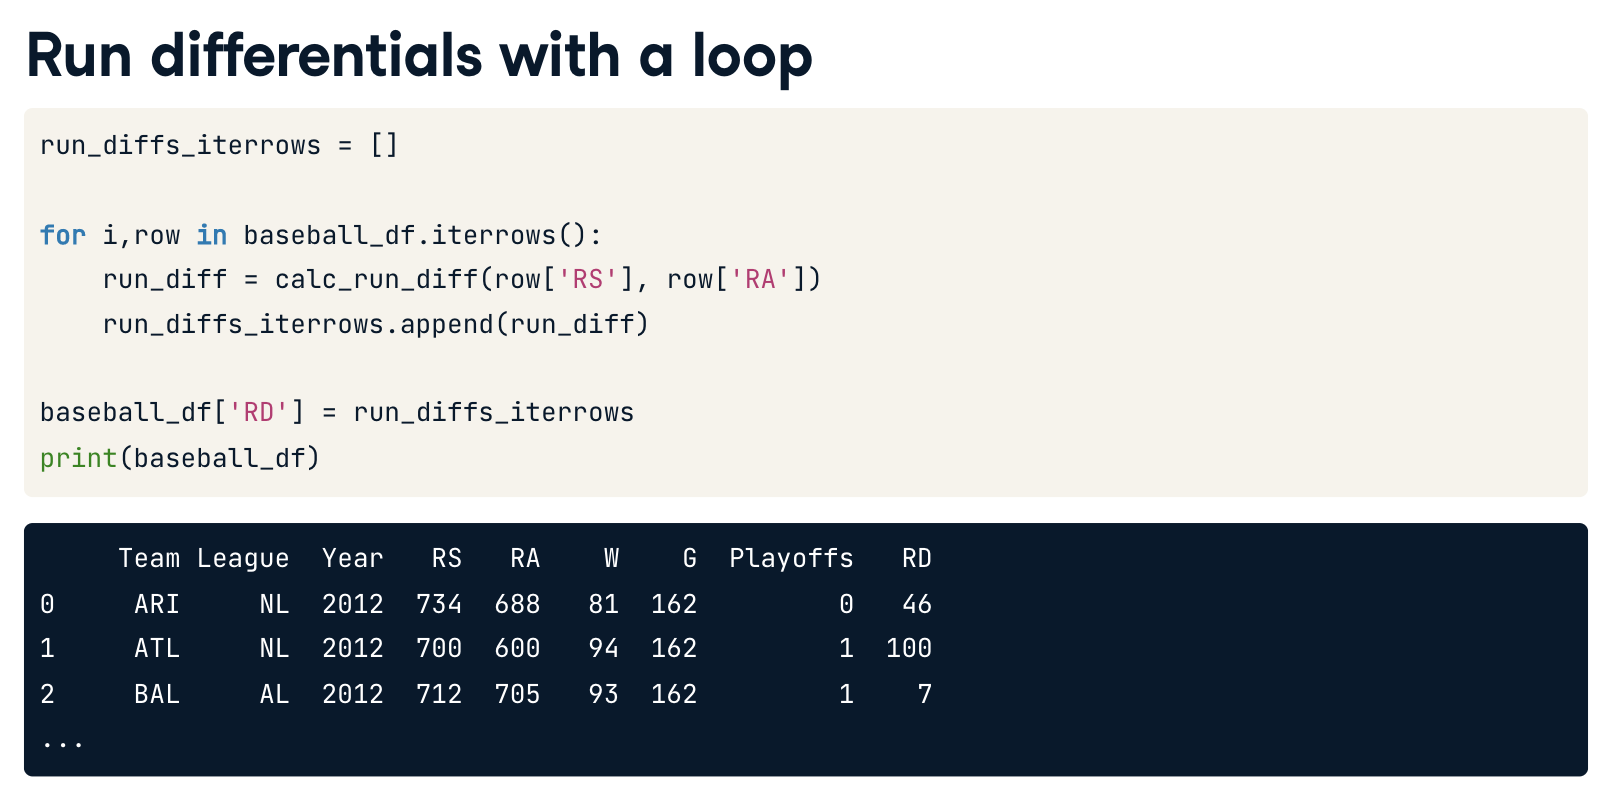 Run differentials with a loop
run_diffs_iterrows = []
for i,row in baseball_df.iterrows():
    run_diff = calc_run_diff(row['RS'], row['RA'])
    run_diffs_iterrows.append(run_diff)
baseball_df['RD'] = run_diffs_iterrows
print(baseball_df)
     Team League  Year   RS   RA    W    G  Playoffs   RD
0     ARI     NL  2012  734  688   81  162         0   46
1     ATL     NL  2012  700  600   94  162         1  100
2     BAL     AL  2012  712  705   93  162         1    7
...